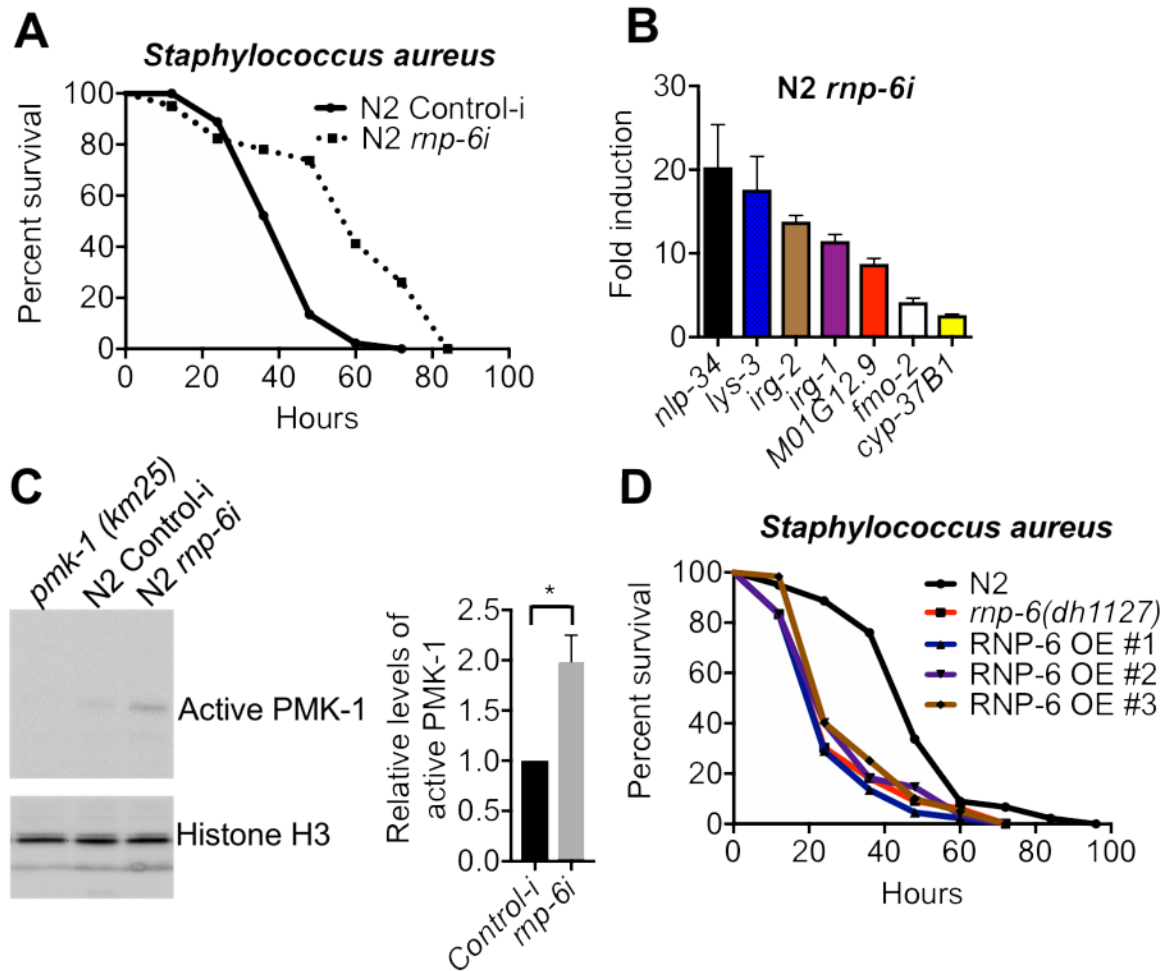 A
Staphylococcus aureus
Percent survival
100
80
60
40
20
0
N2 Control-i
N2 rnp-6i
0 20 40 60 80 100
Hours
B
N2 rnp-6i
Fold induction
30
20
10
0
nlp-34
lys-3
irg-2
irg-1
M01G12.9
fmo-2
cyp-37B1
C
pmk-1 (km25)
N2 Control-i
N2 rnp-6i
Active PMK-1
Histone H3
Relative levels of
active PMK-1
2.5
2.0
1.5
1.0
0.5
0.0
*
Control-i
rnp-6i
D
Staphylococcus aureus
Percent survival
100
80
60
40
20
0
N2
rnp-6(dh1127)
RNP-6 OE #1
RNP-6 OE #2
RNP-6 OE #3
0 20 40 60 80 100
Hours